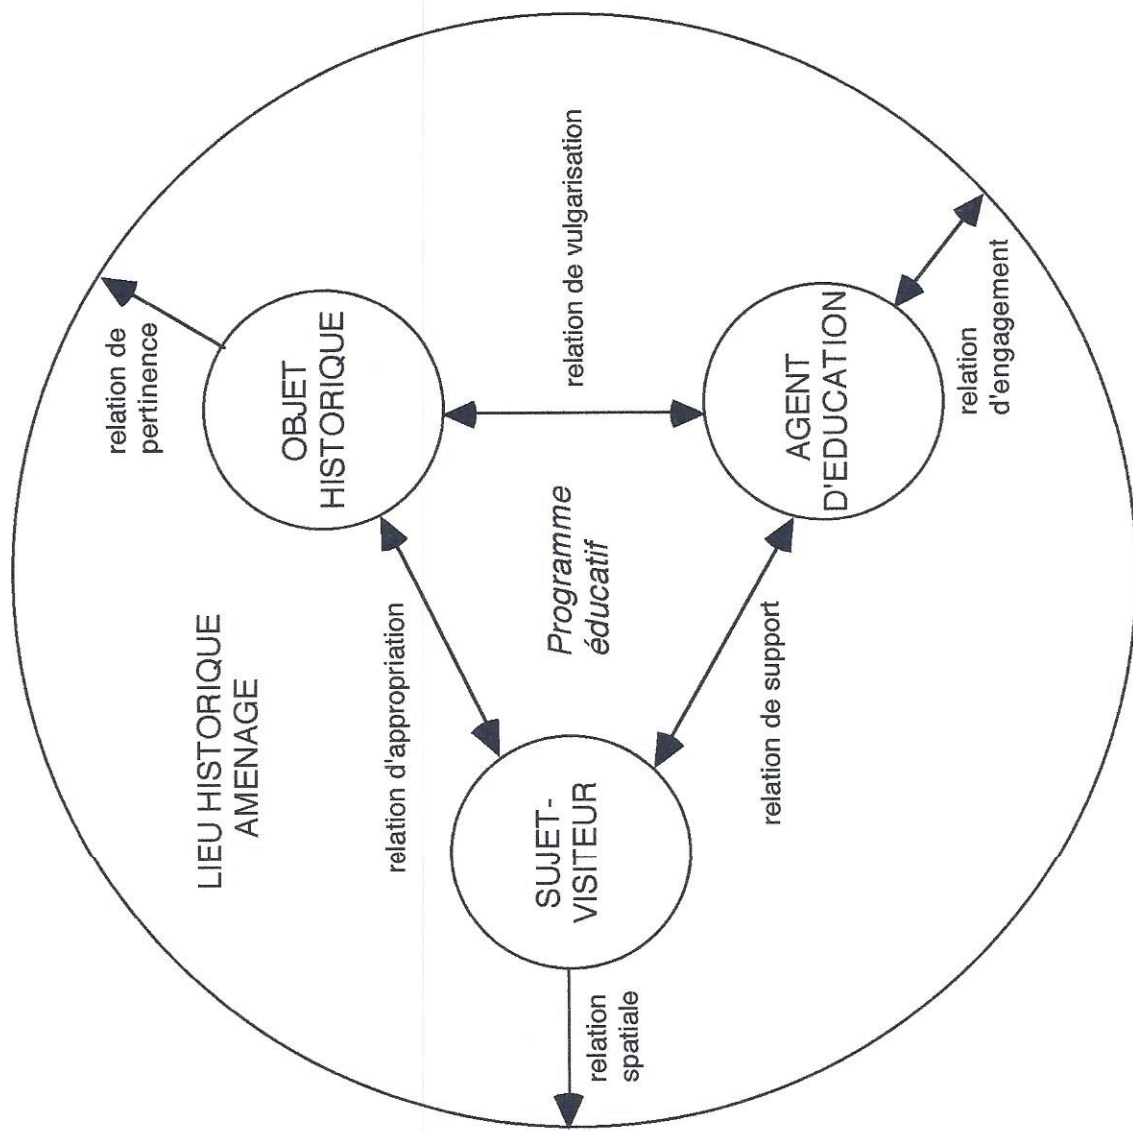 LIEU HISTORIQUE
AMENAGE
relation de
pertinence
OBJET
HISTORIQUE
relation d'appropriation
relation de vulgarisation
Programme
éducatif
SUJET-
VISITEUR
AGENT
D'EDUCATION
relation
spatiale
relation de support
relation
d'engagement